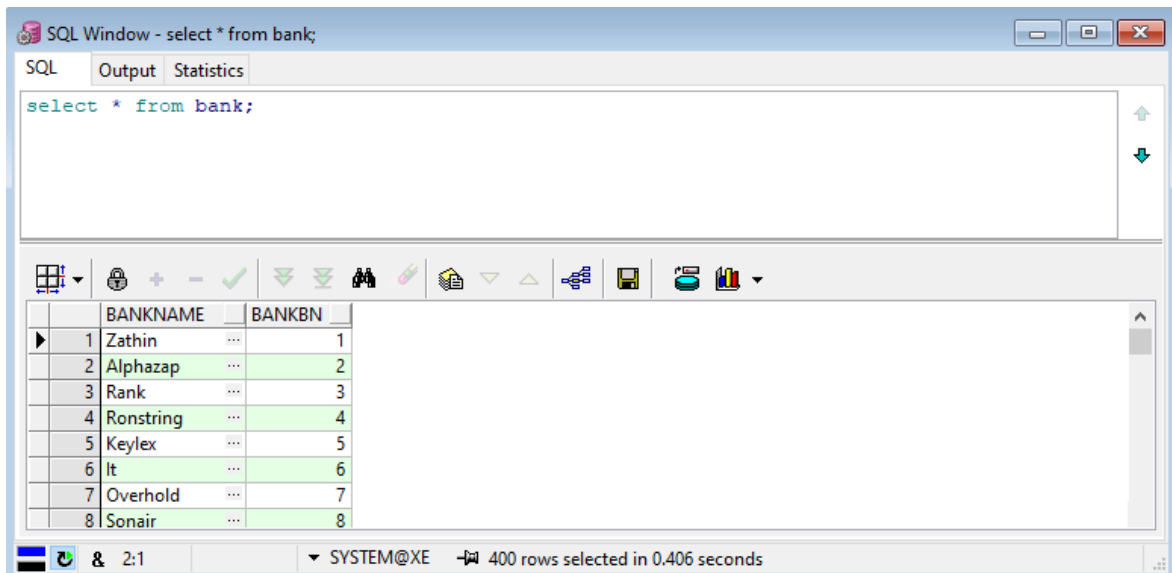 SQL Window - select * from bank;
SQL Output Statistics
select * from bank;
BANKNAME BANKBN
1 Zathin ... 1
2 Alphazap ... 2
3 Rank ... 3
4 Ronstring ... 4
5 Keylex ... 5
6 It ... 6
7 Overhold ... 7
8 Sonair ... 8
& 2:1 SYSTEM@XE 400 rows selected in 0.406 seconds